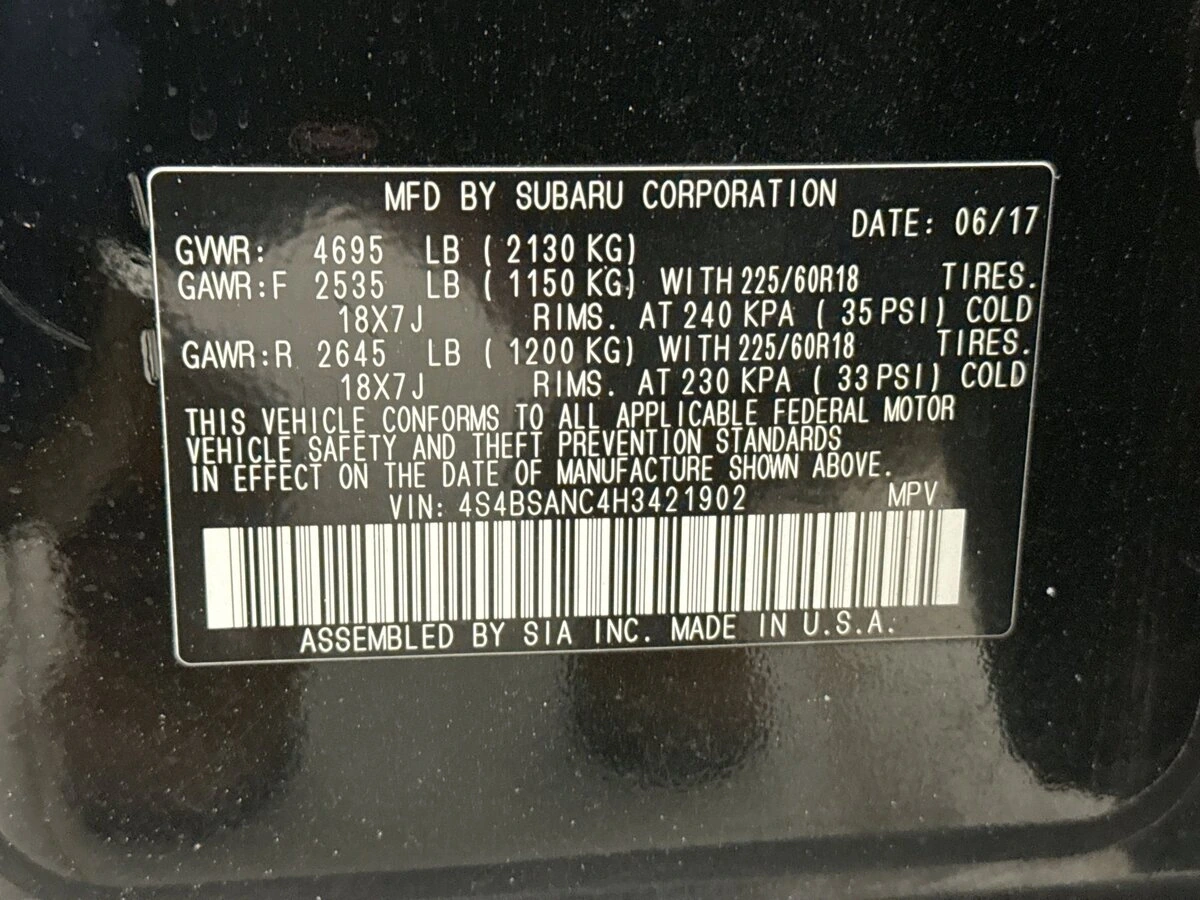 MFD BY SUBARU CORPORATION
DATE: 06/17
GVWR: 4695 LB ( 2130 KG)
GAWR:F 2535 LB ( 1150 KG) WITH 225/60R18 TIRES.
18X7J RIMS. AT 240 KPA ( 35 PSI) COLD
GAWR:R 2645 LB ( 1200 KG) WITH 225/60R18 TIRES.
18X7J RIMS. AT 230 KPA ( 33 PSI) COLD
THIS VEHICLE CONFORMS TO ALL APPLICABLE FEDERAL MOTOR
VEHICLE SAFETY AND THEFT PREVENTION STANDARDS
IN EFFECT ON THE DATE OF MANUFACTURE SHOWN ABOVE.
VIN: 4S4BSANC4H3421902 MPV
ASSEMBLED BY SIA INC. MADE IN U.S.A.